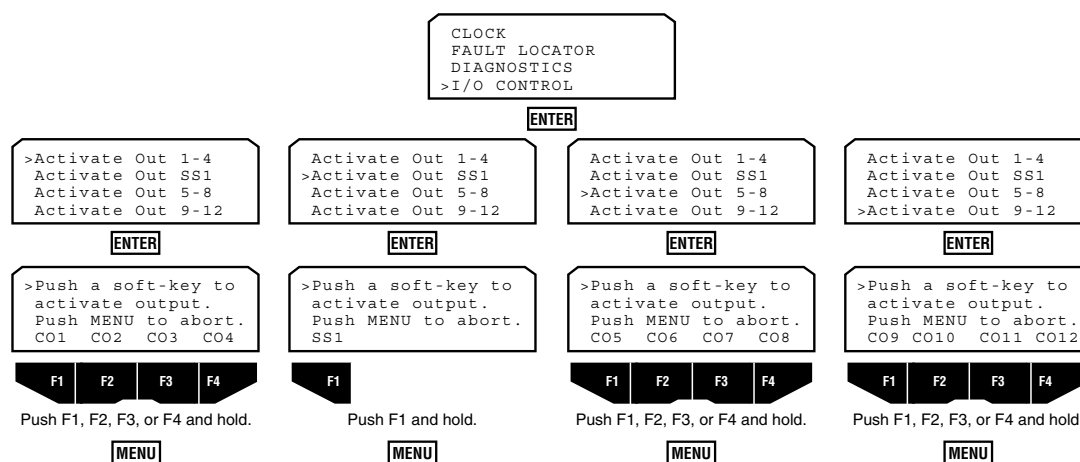 CLOCK
FAULT LOCATOR
DIAGNOSTICS
>I/O CONTROL
ENTER
>Activate Out 1-4
Activate Out SS1
Activate Out 5-8
Activate Out 9-12
ENTER
>Push a soft-key to
activate output.
Push MENU to abort.
CO1 CO2 CO3 CO4
F1 F2 F3 F4
Push F1, F2, F3, or F4 and hold.
MENU
Activate Out 1-4
>Activate Out SS1
Activate Out 5-8
Activate Out 9-12
ENTER
>Push a soft-key to
activate output.
Push MENU to abort.
SS1
F1
Push F1 and hold.
MENU
Activate Out 1-4
Activate Out SS1
>Activate Out 5-8
Activate Out 9-12
ENTER
>Push a soft-key to
activate output.
Push MENU to abort.
CO5 CO6 CO7 CO8
F1 F2 F3 F4
Push F1, F2, F3, or F4 and hold.
MENU
Activate Out 1-4
Activate Out SS1
Activate Out 5-8
>Activate Out 9-12
ENTER
>Push a soft-key to
activate output.
Push MENU to abort.
CO9 CO10 CO11 CO12
F1 F2 F3 F4
Push F1, F2, F3, or F4 and hold
MENU